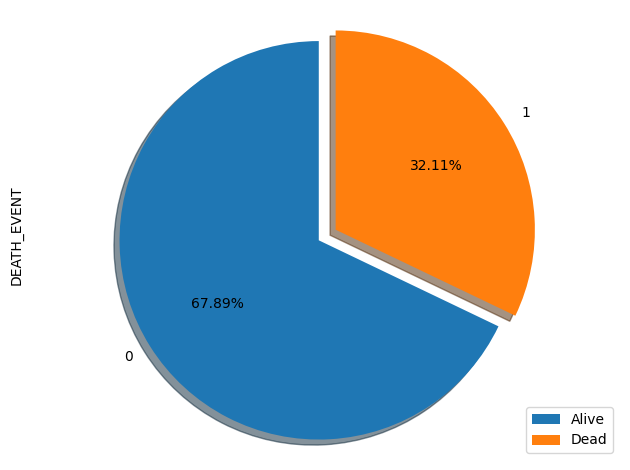 1
32.11%
DEATH_EVENT
67.89%
0
Alive
Dead